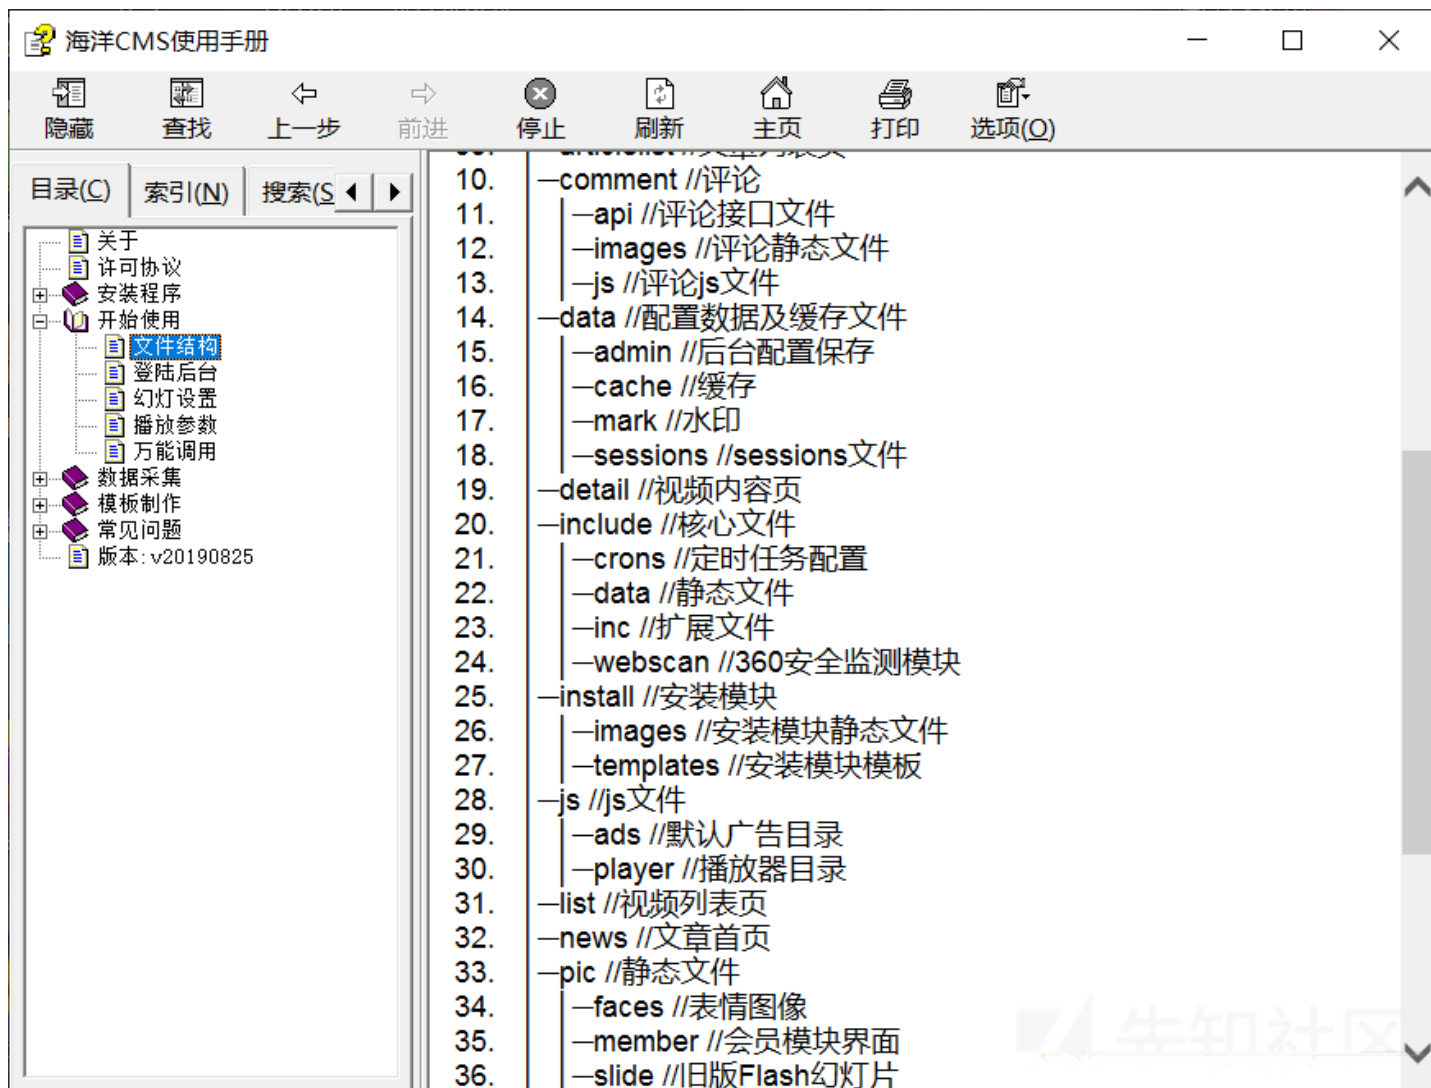 海洋CMS使用手册
隐藏 查找 上一步 前进 停止 刷新 主页 打印 选项(O)
目录(C) 索引(N) 搜索(S
关于
许可协议
安装程序
开始使用
文件结构
登陆后台
幻灯设置
播放参数
万能调用
数据采集
模板制作
常见问题
版本: v20190825
10. —comment //评论
11. |—api //评论接口文件
12. |—images //评论静态文件
13. |—js //评论js文件
14. —data //配置数据及缓存文件
15. |—admin //后台配置保存
16. |—cache //缓存
17. |—mark //水印
18. |—sessions //sessions文件
19. —detail //视频内容页
20. —include //核心文件
21. |—crons //定时任务配置
22. |—data //静态文件
23. |—inc //扩展文件
24. |—webscan //360安全监测模块
25. —install //安装模块
26. |—images //安装模块静态文件
27. |—templates //安装模块模板
28. —js //js文件
29. |—ads //默认广告目录
30. |—player //播放器目录
31. —list //视频列表页
32. —news //文章首页
33. —pic //静态文件
34. |—faces //表情图像
35. |—member //会员模块界面
36. |—slide //旧版Flash幻灯片
先知社区